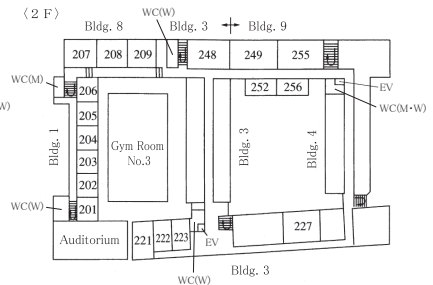 〈2F〉
Bldg. 8
WC(W)
Bldg. 3
Bldg. 9
207
208
209
248
249
255
WC(M)
206
252
256
EV
WC(M·W)
W)
205
204
203
202
201
Gym Room
No.3
Bldg. 1
Bldg. 3
Bldg. 4
WC(W)
Auditorium
221
222
223
EV
227
WC(W)
Bldg. 3